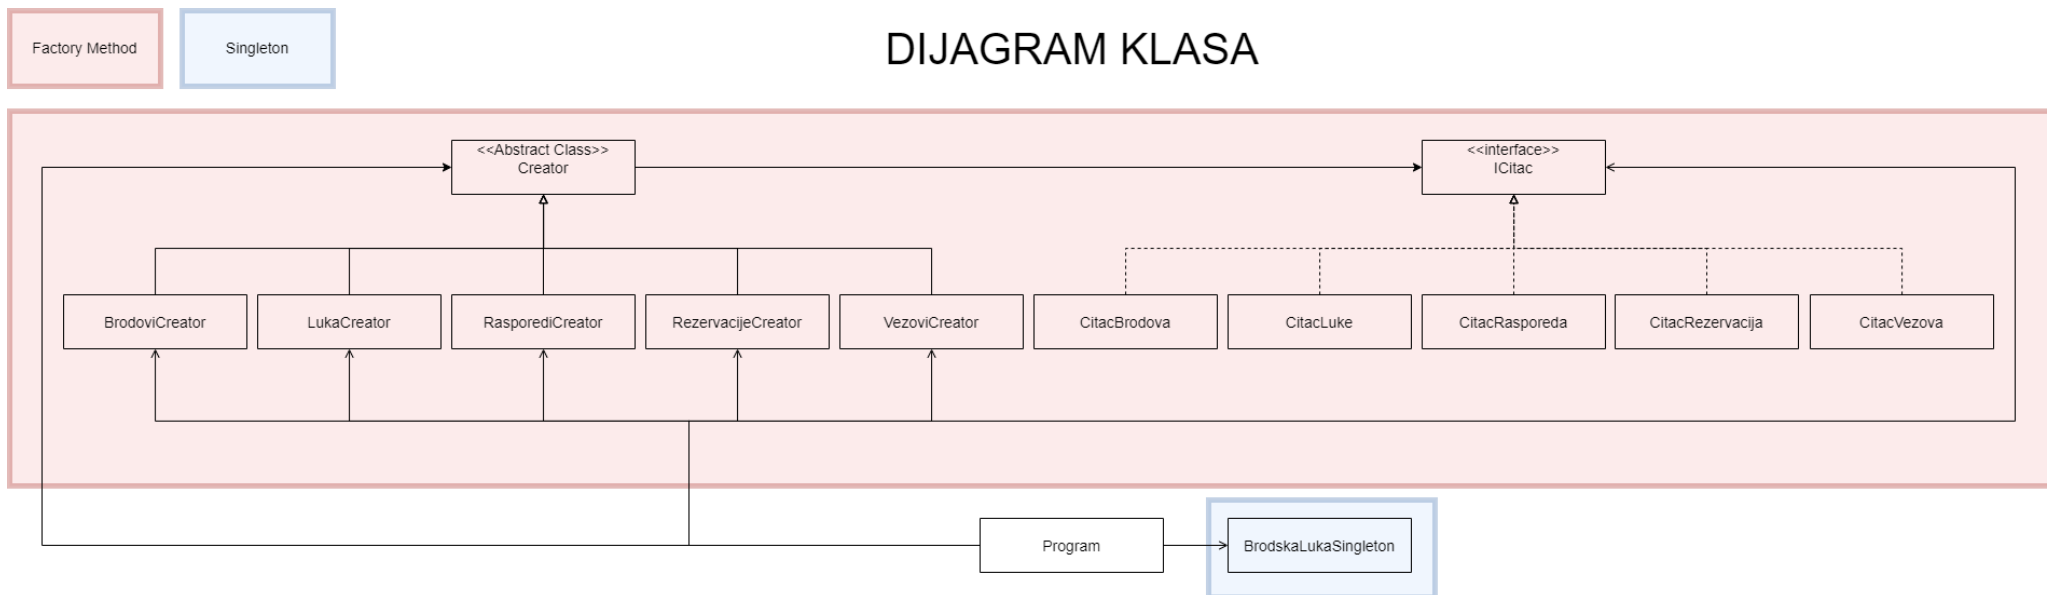 Factory Method
Singleton
DIJAGRAM KLASA
<<Abstract Class>>
Creator
<<interface>>
ICitac
BrodoviCreator
LukaCreator
RasporediCreator
RezervacijeCreator
VezoviCreator
CitacBrodova
CitacLuke
CitacRasporeda
CitacRezervacija
CitacVezova
Program
BrodskaLukaSingleton